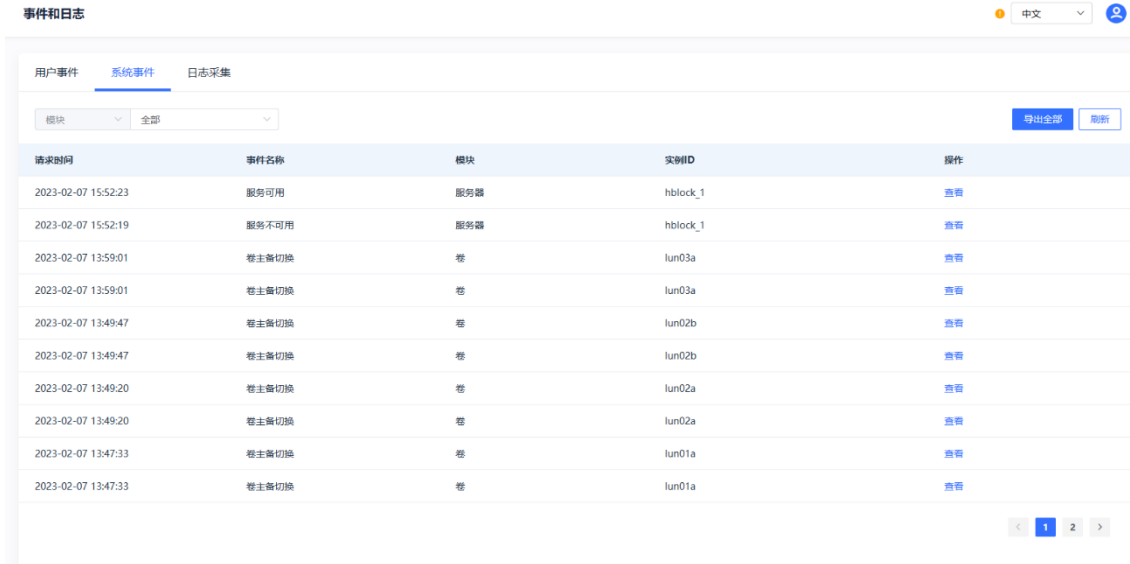 事件和日志 中文
用户事件 系统事件 日志采集
模块 全部 导出全部 刷新
请求时间 事件名称 模块 实例ID 操作
2023-02-07 15:52:23 服务可用 服务器 hblock_1 查看
2023-02-07 15:52:19 服务不可用 服务器 hblock_1 查看
2023-02-07 13:59:01 卷主备切换 卷 lun03a 查看
2023-02-07 13:59:01 卷主备切换 卷 lun03a 查看
2023-02-07 13:49:47 卷主备切换 卷 lun02b 查看
2023-02-07 13:49:47 卷主备切换 卷 lun02b 查看
2023-02-07 13:49:20 卷主备切换 卷 lun02a 查看
2023-02-07 13:49:20 卷主备切换 卷 lun02a 查看
2023-02-07 13:47:33 卷主备切换 卷 lun01a 查看
2023-02-07 13:47:33 卷主备切换 卷 lun01a 查看
1 2